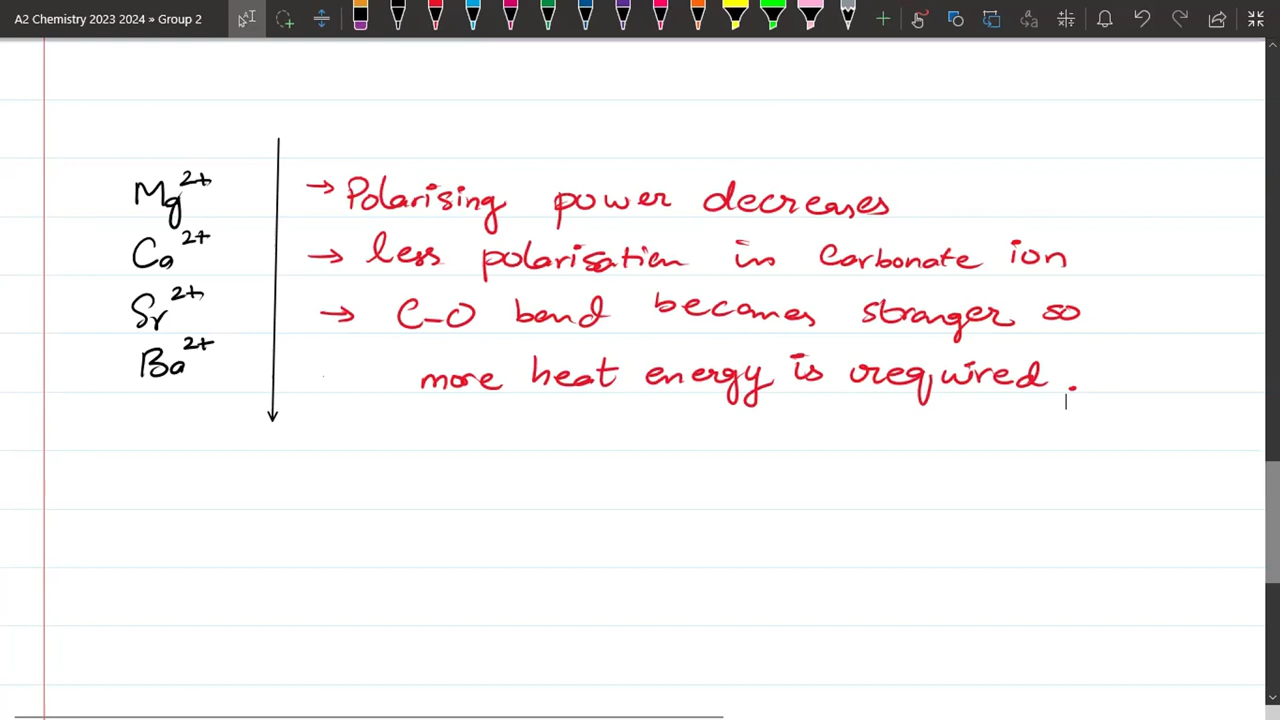 A2 Chemistry 2023 2024 » Group 2
Mg²⁺
Ca²⁺
Sr²⁺
Ba²⁺
→ Polarising power decreases
→ less polarisation in Carbonate ion
→ C-O bond becomes stronger so
more heat energy is required.